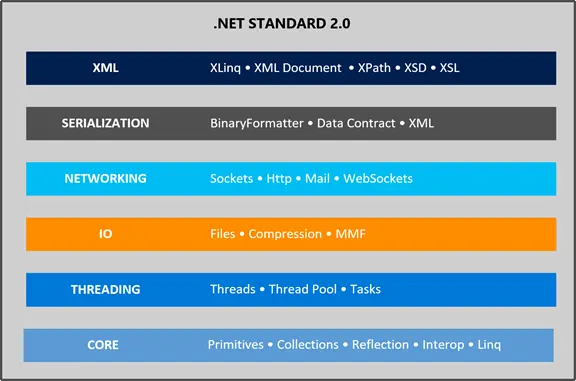 .NET STANDARD 2.0
XML XLinq • XML Document • XPath • XSD • XSL
SERIALIZATION BinaryFormatter • Data Contract • XML
NETWORKING Sockets • Http • Mail • WebSockets
IO Files • Compression • MMF
THREADING Threads • Thread Pool • Tasks
CORE Primitives • Collections • Reflection • Interop • Linq